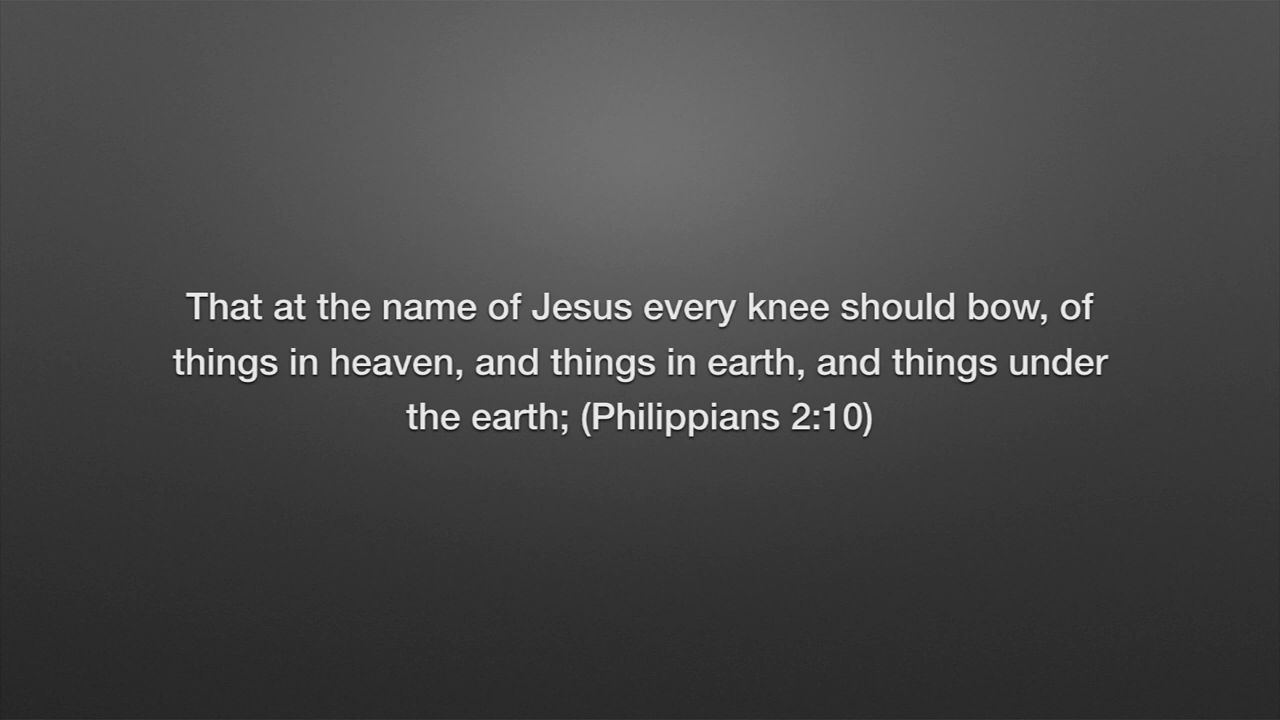 That at the name of Jesus every knee should bow, of
things in heaven, and things in earth, and things under
the earth; (Philippians 2:10)